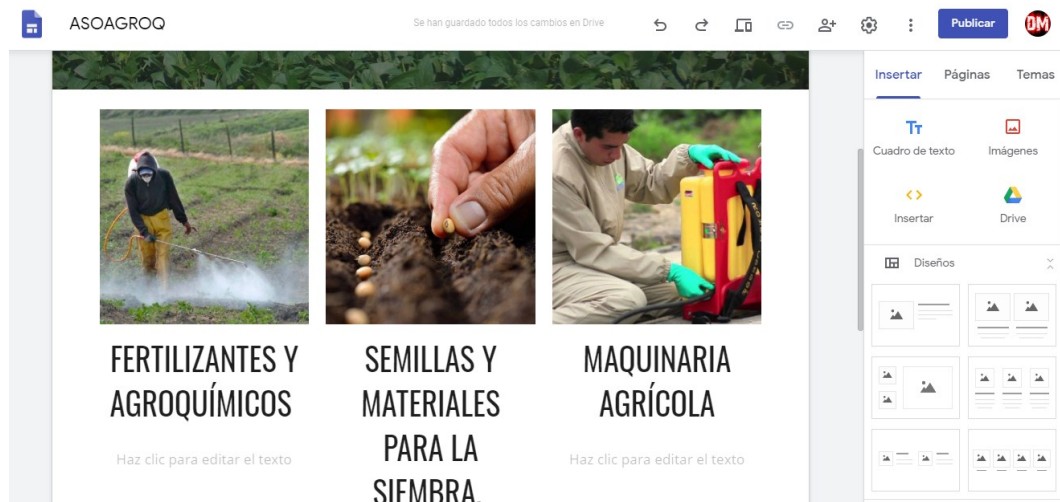 ASOAGROQ
Se han guardado todos los cambios en Drive
Publicar
DM
Insertar Páginas Temas
Cuadro de texto Imágenes
Insertar Drive
Diseños
FERTILIZANTES Y
AGROQUÍMICOS
Haz clic para editar el texto
SEMILLAS Y
MATERIALES
PARA LA
SIEMBRA.
MAQUINARIA
AGRÍCOLA
Haz clic para editar el texto